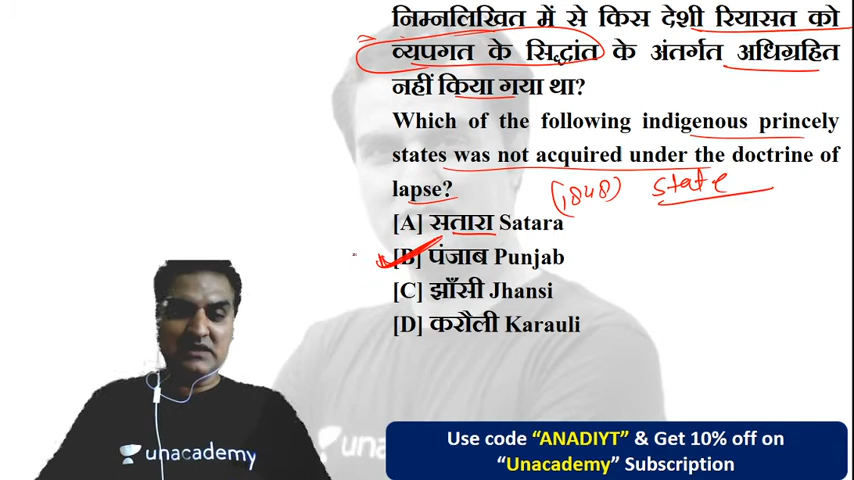 निम्नलिखित में से किस देशी रियासत को
व्यपगत के सिद्धांत के अंतर्गत अधिग्रहित
नहीं किया गया था?
Which of the following indigenous princely
states was not acquired under the doctrine of
lapse?
(1848) state
[A] सतारा Satara
[B] पंजाब Punjab
[C] झाँसी Jhansi
[D] करौली Karauli
unacademy
una
Use code “ANADIYT” & Get 10% off on
“Unacademy” Subscription